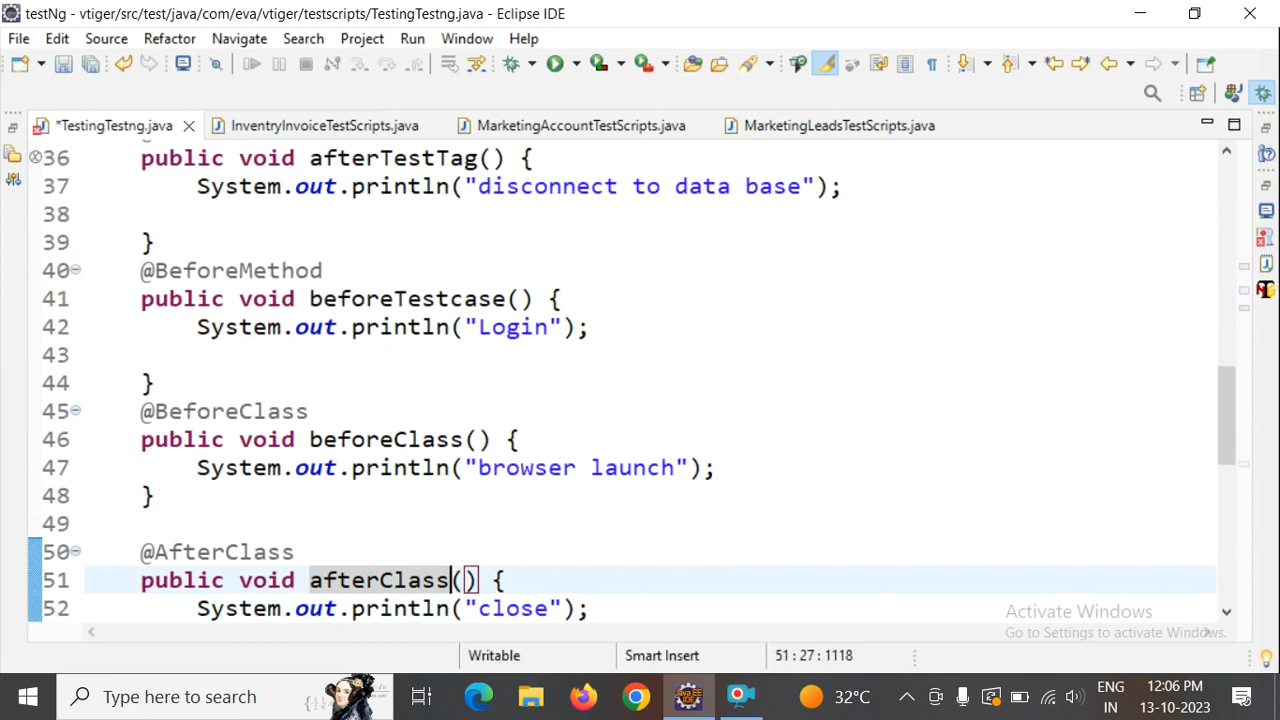 testNg - vtiger/src/test/java/com/eva/vtiger/testscripts/TestingTestng.java - Eclipse IDE
File Edit Source Refactor Navigate Search Project Run Window Help
*TestingTestng.java InventryInvoiceTestScripts.java MarketingAccountTestScripts.java MarketingLeadsTestScripts.java
36 public void afterTestTag() {
37 System.out.println("disconnect to data base");
38
39 }
40 @BeforeMethod
41 public void beforeTestcase() {
42 System.out.println("Login");
43
44 }
45 @BeforeClass
46 public void beforeClass() {
47 System.out.println("browser launch");
48 }
49
50 @AfterClass
51 public void afterClass() {
52 System.out.println("close");
Activate Windows
Go to Settings to activate Windows.
Writable Smart Insert 51 : 27 : 1118
Type here to search
32°C
ENG
IN
12:06 PM
13-10-2023